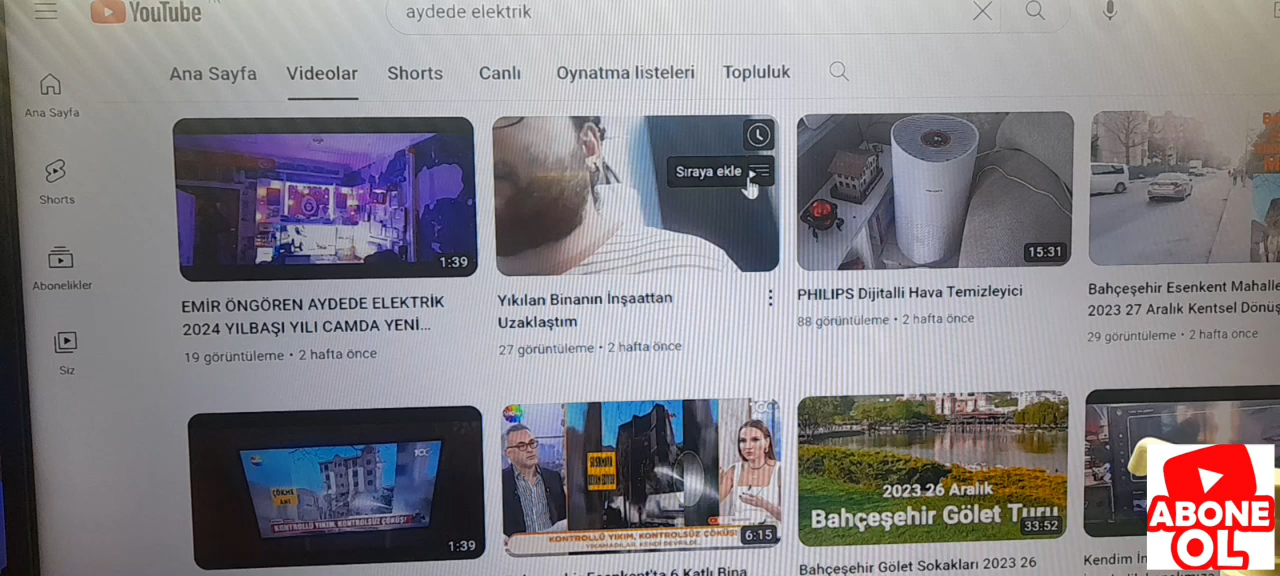 YouTube
aydede elektrik
Ana Sayfa
Videolar
Shorts
Canlı
Oynatma listeleri
Topluluk
Ana Sayfa
Shorts
Abonelikler
Siz
1:39
Sıraya ekle
15:31
EMİR ÖNGÖREN AYDEDE ELEKTRİK
2024 YILBAŞI YILI CAMDA YENİ...
19 görüntüleme • 2 hafta önce
Yıkılan Binanın İnşaattan
Uzaklaştım
27 görüntüleme • 2 hafta önce
PHILIPS Dijitalli Hava Temizleyici
88 görüntüleme • 2 hafta önce
Bahçeşehir Esenkent Mahalle
2023 27 Aralık Kentsel Dönüş
29 görüntüleme • 2 hafta önce
ÇÖKME
ANI
KONTROLLÜ YIKIM, KONTROLSÜZ ÇÖKÜŞ!
1:39
KONTROLLÜ YIKIM, KONTROLSÜZ ÇÖKÜŞ!
6:15
2023 26 Aralık
Bahçeşehir Gölet Turu
33:52
Esenkent'te 6 Katlı Bina
Bahçeşehir Gölet Sokakları 2023 26
Kendim İn
ABONE
OL